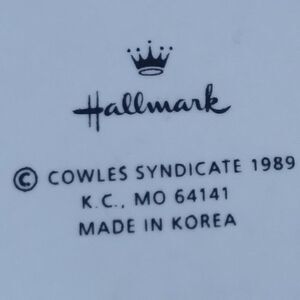 Hallmark
© COWLES SYNDICATE 1989
K.C., MO 64141
MADE IN KOREA